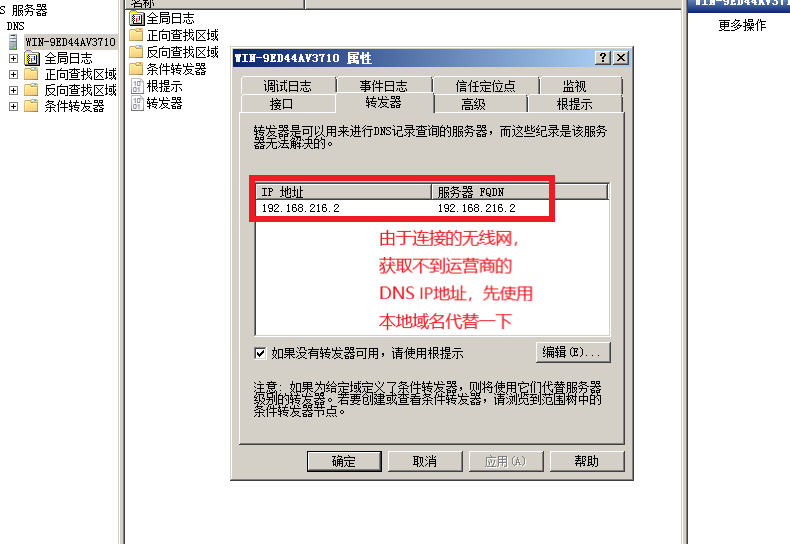 S 服务器
DNS
WIN-9ED44AV3710
全局日志
正向查找区域
反向查找区域
条件转发器
名称
全局日志
正向查找区域
反向查找区域
条件转发器
根提示
转发器
WIN-9ED44AV3710 属性
调试日志
事件日志
信任定位点
监视
接口
转发器
高级
根提示
转发器是可以用来进行DNS记录查询的服务器，而这些纪录是该服务
器无法解决的。
IP 地址
服务器 FQDN
192.168.216.2
192.168.216.2
由于连接的无线网，
获取不到运营商的
DNS IP地址，先使用
本地域名代替一下
如果没有转发器可用，请使用根提示
编辑(E)...
注意: 如果为给定域定义了条件转发器，则将使用它们代替服务器
级别的转发器。若要创建或查看条件转发器，请浏览到范围树中的
条件转发器节点。
确定
取消
应用(A)
帮助
WIN-9ED44AV371
更多操作